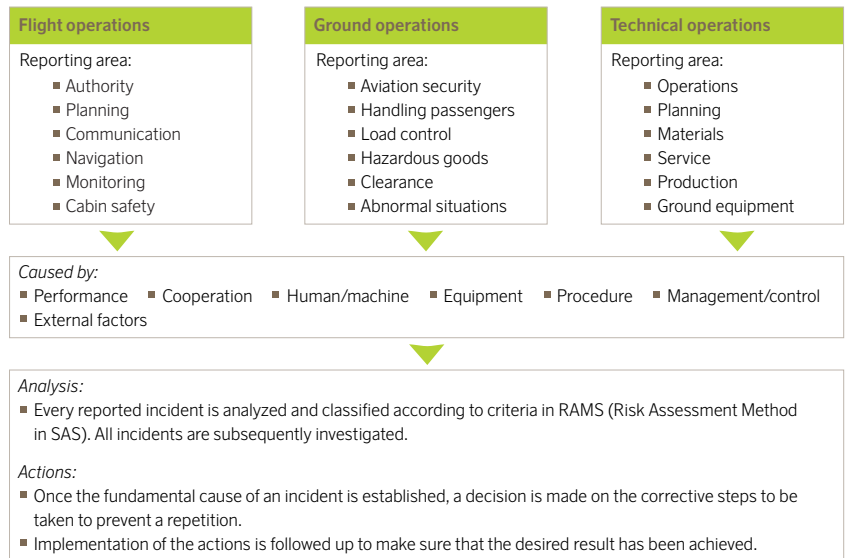 Flight operations
Reporting area:
■ Authority
■ Planning
■ Communication
■ Navigation
■ Monitoring
■ Cabin safety
Ground operations
Reporting area:
■ Aviation security
■ Handling passengers
■ Load control
■ Hazardous goods
■ Clearance
■ Abnormal situations
Technical operations
Reporting area:
■ Operations
■ Planning
■ Materials
■ Service
■ Production
■ Ground equipment
Caused by:
■ Performance ■ Cooperation ■ Human/machine ■ Equipment ■ Procedure ■ Management/control
■ External factors
Analysis:
■ Every reported incident is analyzed and classified according to criteria in RAMS (Risk Assessment Method
in SAS). All incidents are subsequently investigated.
Actions:
■ Once the fundamental cause of an incident is established, a decision is made on the corrective steps to be
taken to prevent a repetition.
■ Implementation of the actions is followed up to make sure that the desired result has been achieved.